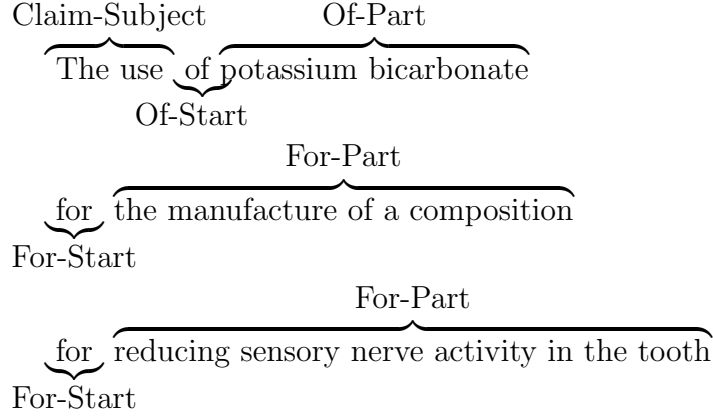 Claim-Subject Of-Part
The use of potassium bicarbonate
Of-Start
For-Part
for the manufacture of a composition
For-Start
For-Part
for reducing sensory nerve activity in the tooth
For-Start